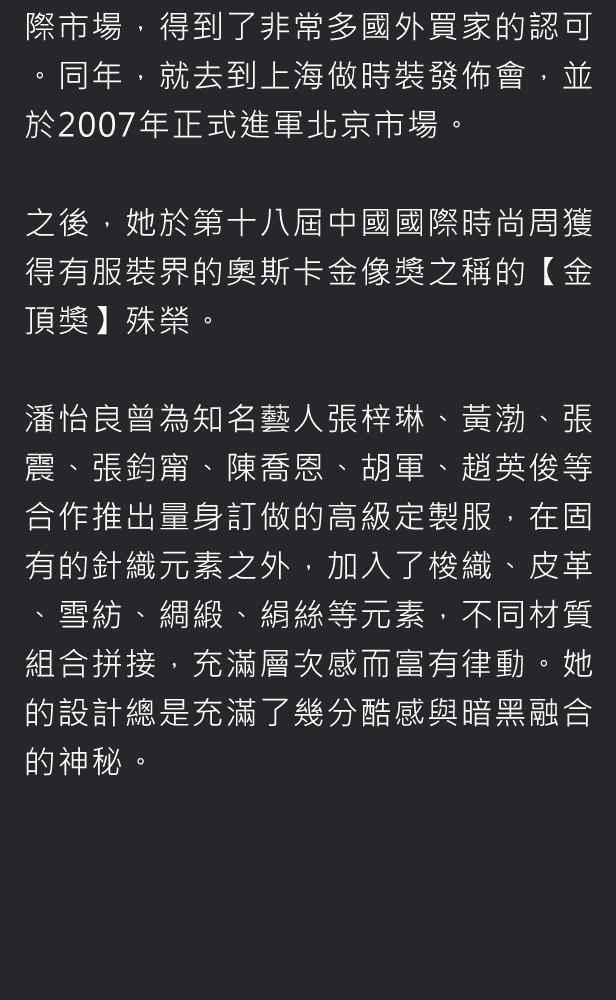 際市場，得到了非常多國外買家的認可
。同年，就去到上海做時裝發佈會，並
於2007年正式進軍北京市場。
之後，她於第十八屆中國國際時尚周獲
得有服裝界的奧斯卡金像獎之稱的【金
頂獎】殊榮。
潘怡良曾為知名藝人張梓琳、黃渤、張
震、張鈞甯、陳喬恩、胡軍、趙英俊等
合作推出量身訂做的高級定製服，在固
有的針織元素之外，加入了梭織、皮革
、雪紡、綢緞、絹絲等元素，不同材質
組合拼接，充滿層次感而富有律動。她
的設計總是充滿了幾分酷感與暗黑融合
的神秘。